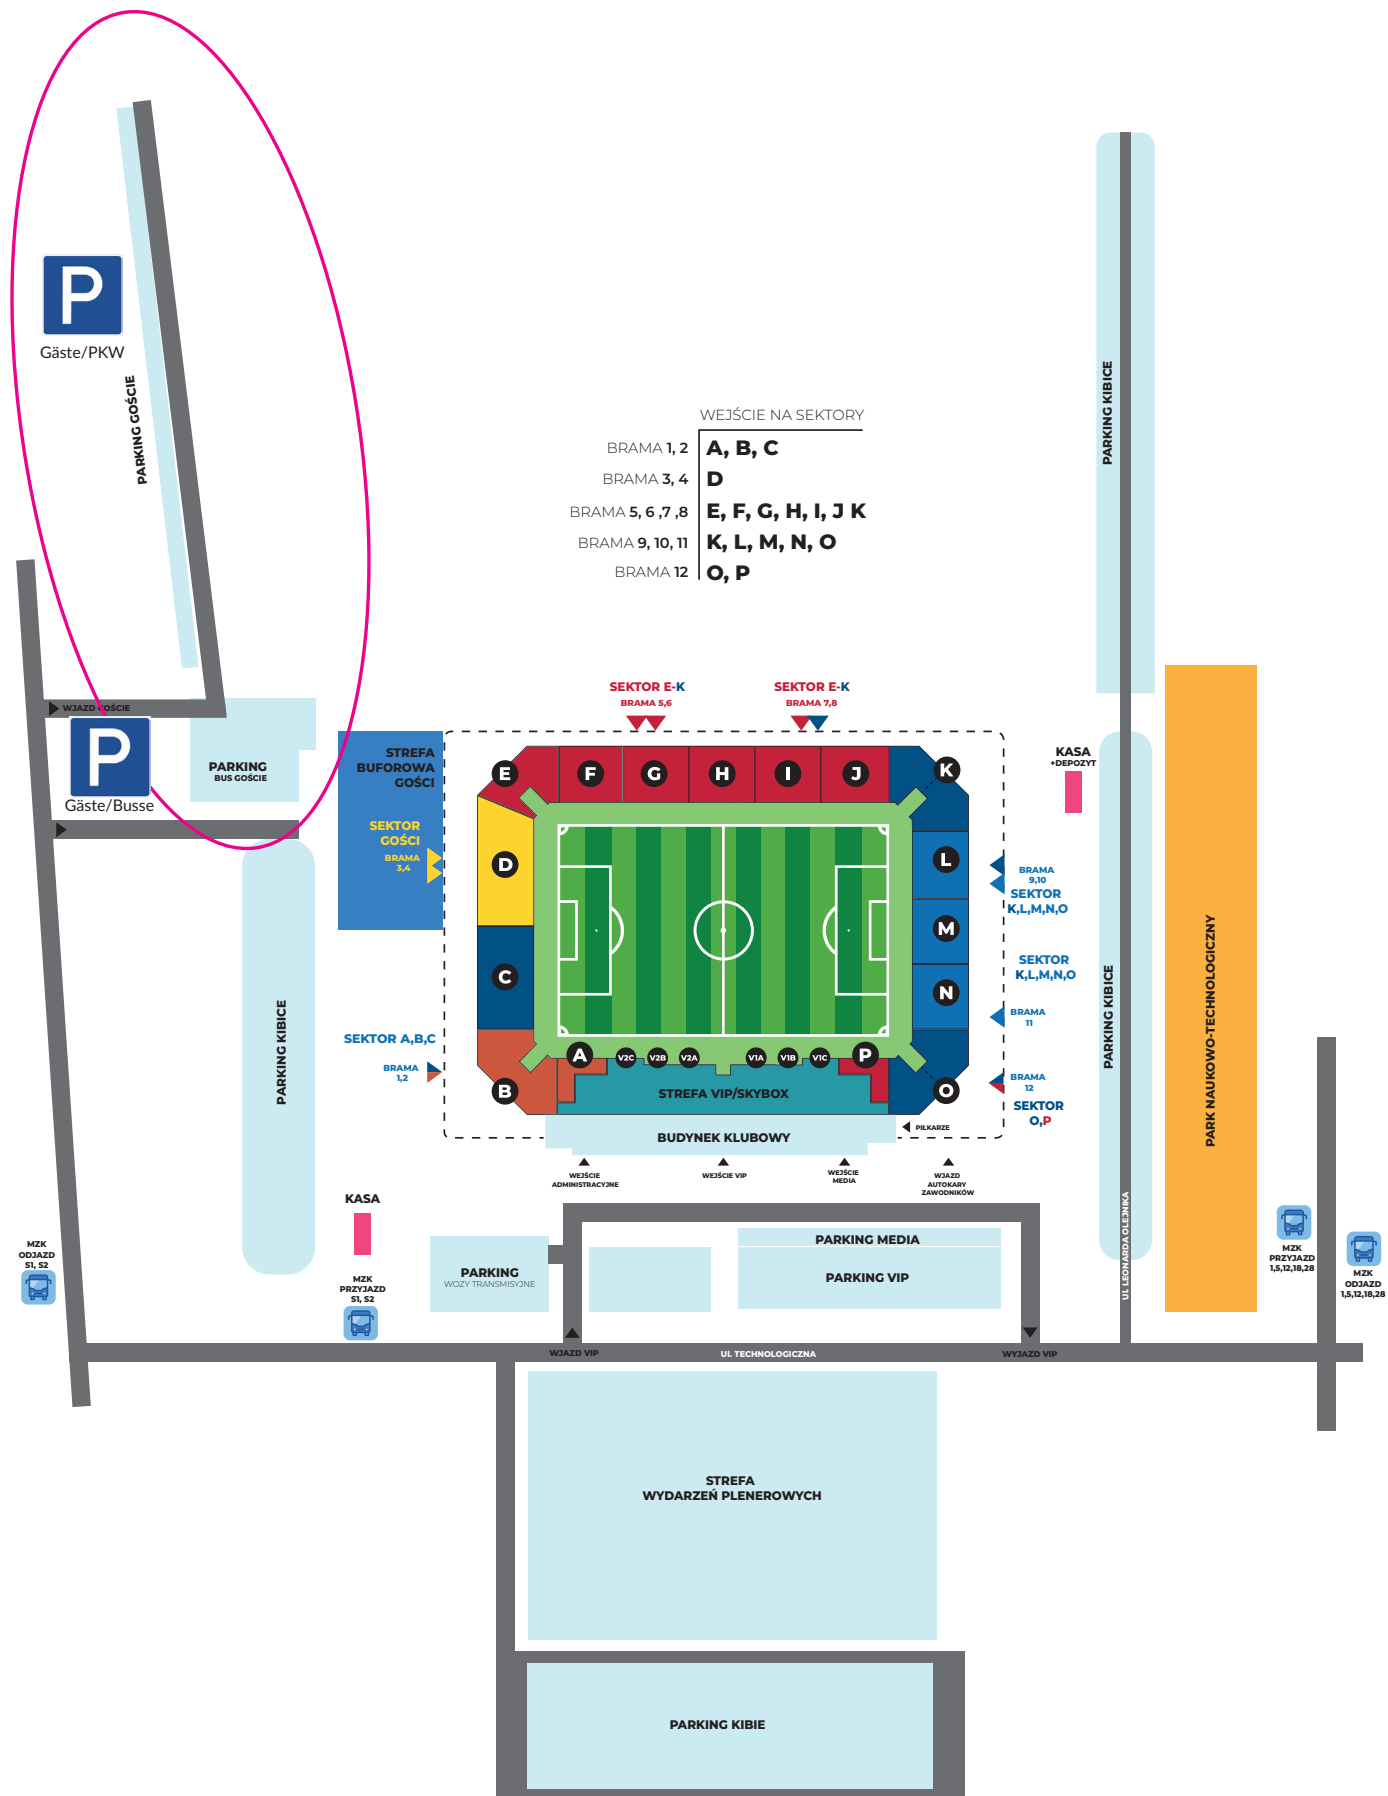 P
Gäste/PKW
PARKING GOŚCIE
WJAZD GOŚCIE
P
Gäste/Busse
PARKING
BUS GOŚCIE
PARKING KIBICE
WEJŚCIE NA SEKTORY
BRAMA 1, 2 A, B, C
BRAMA 3, 4 D
BRAMA 5, 6 ,7 ,8 E, F, G, H, I, J K
BRAMA 9, 10, 11 K, L, M, N, O
BRAMA 12 O, P
SEKTOR E-K
BRAMA 5,6
SEKTOR E-K
BRAMA 7,8
STREFA
BUFOROWA
GOŚCI
SEKTOR
GOŚCI
BRAMA
3,4
SEKTOR A,B,C
BRAMA
1,2
E
F
G
H
I
J
K
D
L
M
C
N
A
V2C
V2B
V2A
V1A
V1B
V1C
P
B
O
STREFA VIP/SKYBOX
BUDYNEK KLUBOWY
PIŁKARZE
WEJŚCIE
ADMINISTRACYJNE
WEJŚCIE VIP
WEJŚCIE
MEDIA
WJAZD
AUTOKARY
ZAWODNIKÓW
KASA
+DEPOZYT
BRAMA
9,10
SEKTOR
K,L,M,N,O
SEKTOR
K,L,M,N,O
BRAMA
11
BRAMA
12
SEKTOR
O,P
PARKING KIBICE
PARKING KIBICE
UL LEONARDA OLEJNIKA
PARK NAUKOWO-TECHNOLOGICZNY
MZK
ODJAZD
S1, S2
KASA
MZK
PRZYJAZD
S1, S2
PARKING
WOZY TRANSMISYJNE
PARKING MEDIA
PARKING VIP
MZK
PRZYJAZD
1,5,12,18,28
MZK
ODJAZD
1,5,12,18,28
WJAZD VIP
Ul. TECHNOLOGICZNA
WYJAZD VIP
STREFA
WYDARZEŃ PLENEROWYCH
PARKING KIBIE